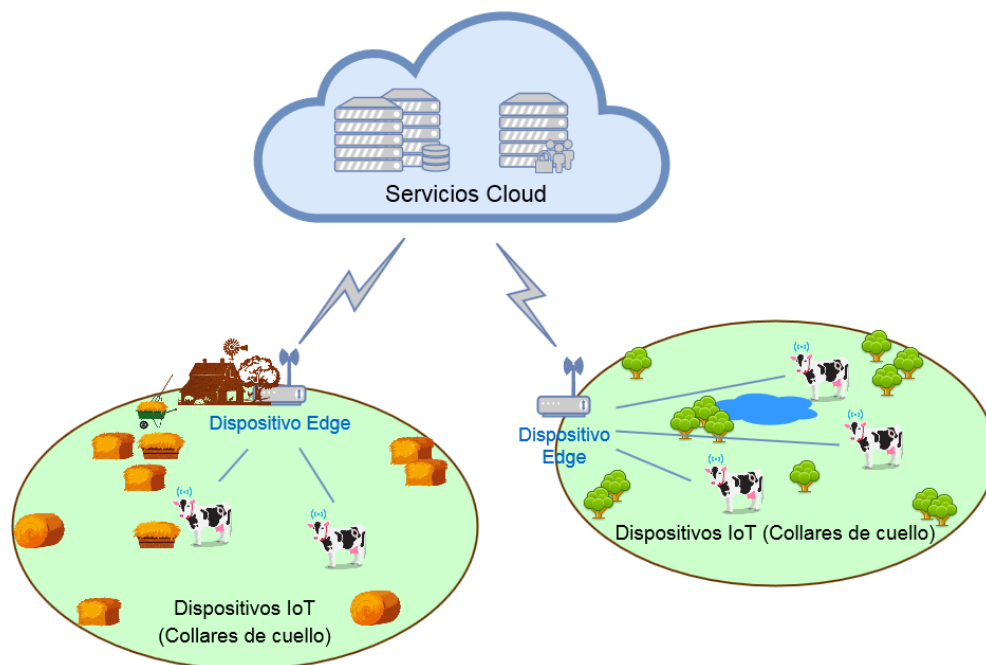 Servicios Cloud
Dispositivo Edge
Dispositivos IoT
(Collares de cuello)
Dispositivo
Edge
Dispositivos IoT (Collares de cuello)